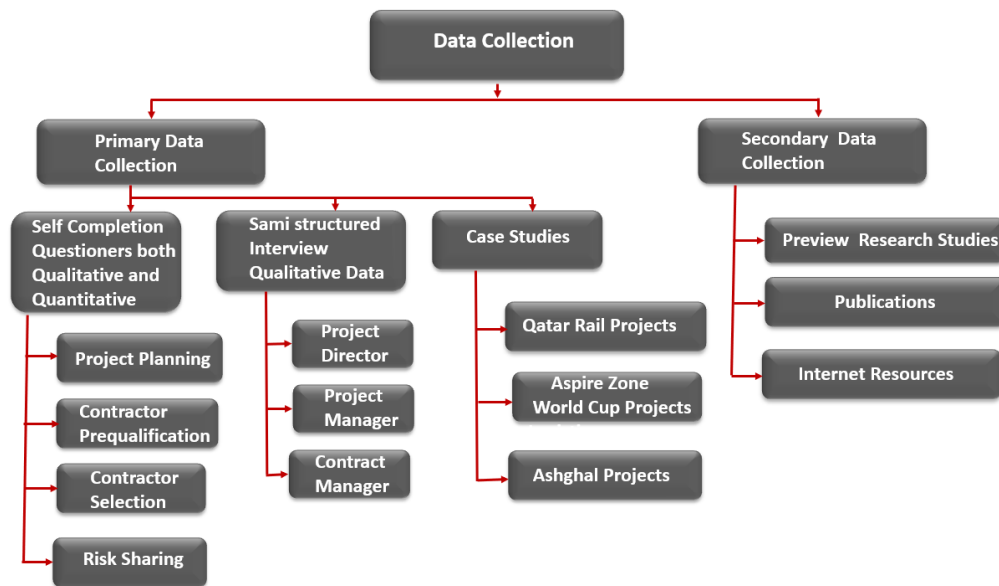 Data Collection
Primary Data
Collection
Secondary Data
Collection
Self Completion
Questioners both
Qualitative and
Quantitative
Sami structured
Interview
Qualitative Data
Case Studies
Project Planning
Contractor
Prequalification
Contractor
Selection
Risk Sharing
Project
Director
Project
Manager
Contract
Manager
Qatar Rail Projects
Aspire Zone
World Cup Projects
Ashghal Projects
Preview Research Studies
Publications
Internet Resources